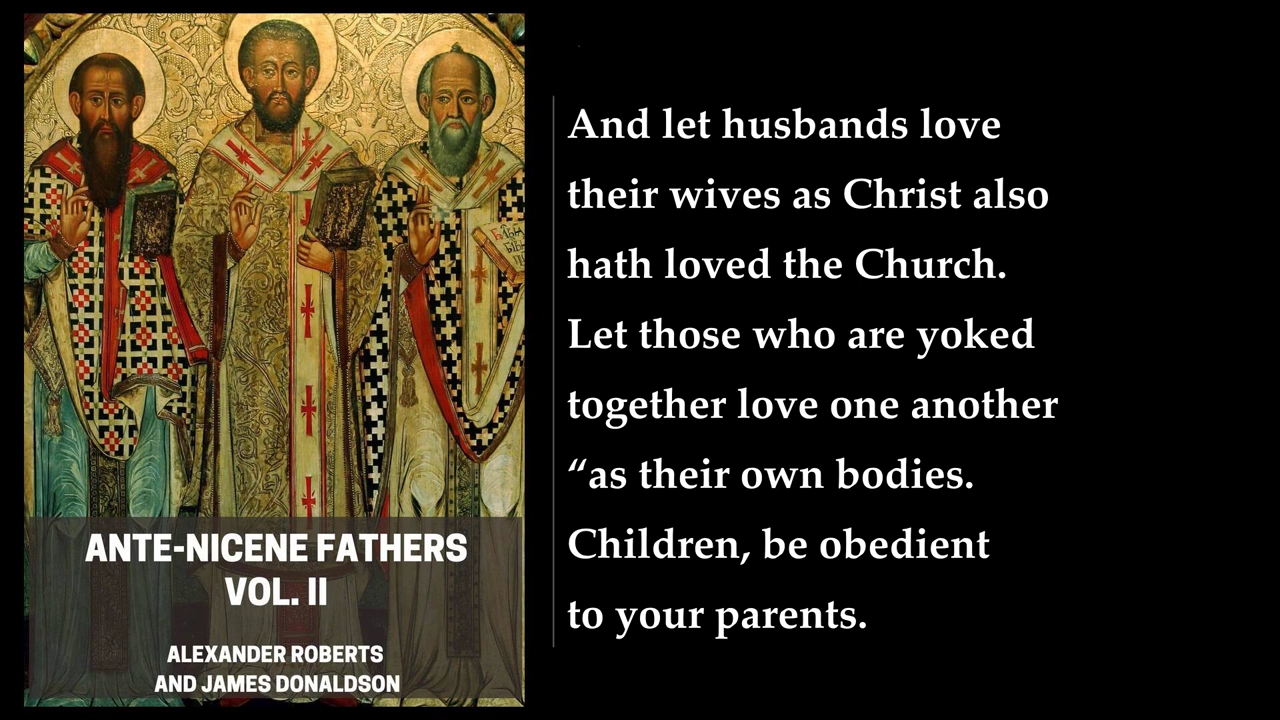 ANTE-NICENE FATHERS
VOL. II
ALEXANDER ROBERTS
AND JAMES DONALDSON
And let husbands love
their wives as Christ also
hath loved the Church.
Let those who are yoked
together love one another
“as their own bodies.
Children, be obedient
to your parents.